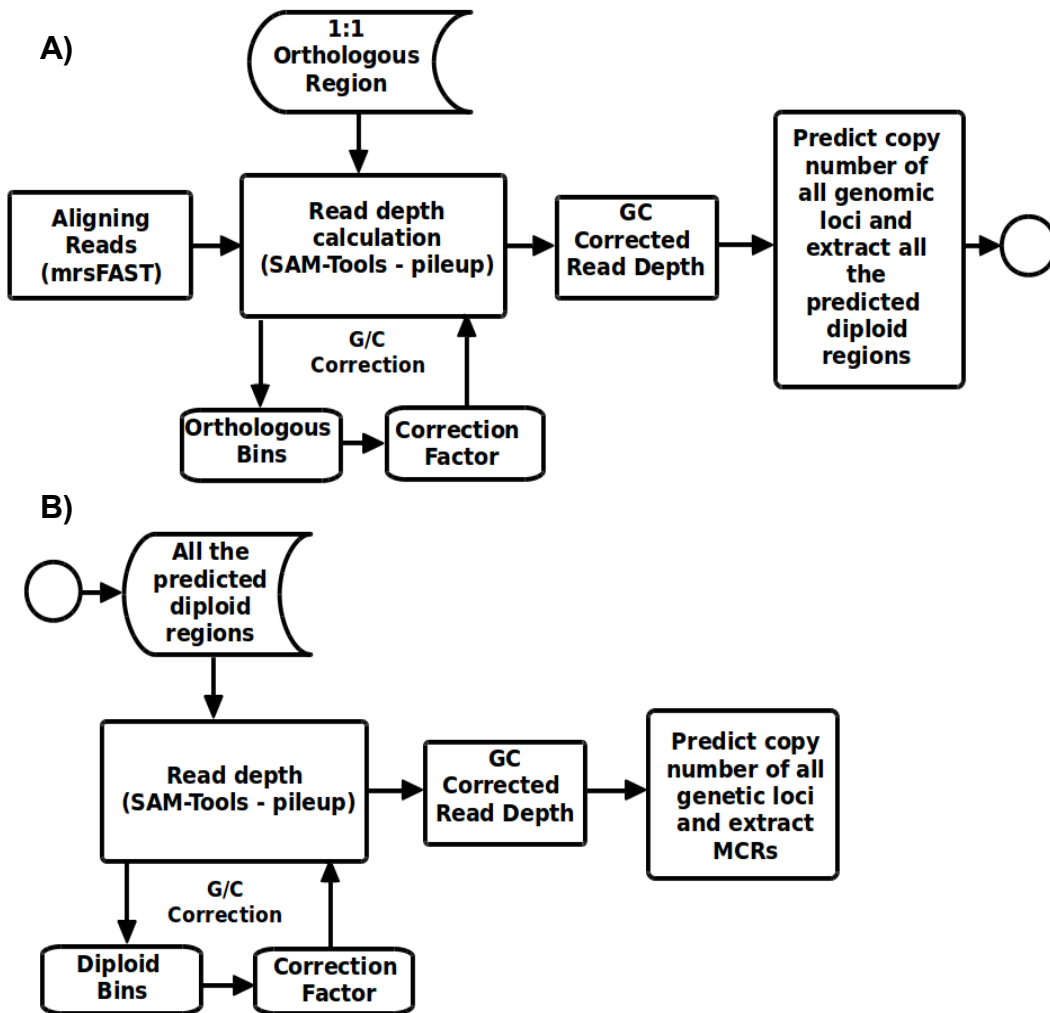 A)
1:1
Orthologous
Region
Aligning
Reads
(mrsFAST)
Read depth
calculation
(SAM-Tools - pileup)
GC
Corrected
Read Depth
Predict copy
number of
all genomic
loci and
extract all
the
predicted
diploid
regions
G/C
Correction
Orthologous
Bins
Correction
Factor
B)
All the
predicted
diploid
regions
Read depth
(SAM-Tools - pileup)
GC
Corrected
Read Depth
Predict copy
number of all
genetic loci
and extract
MCRs
G/C
Correction
Diploid
Bins
Correction
Factor